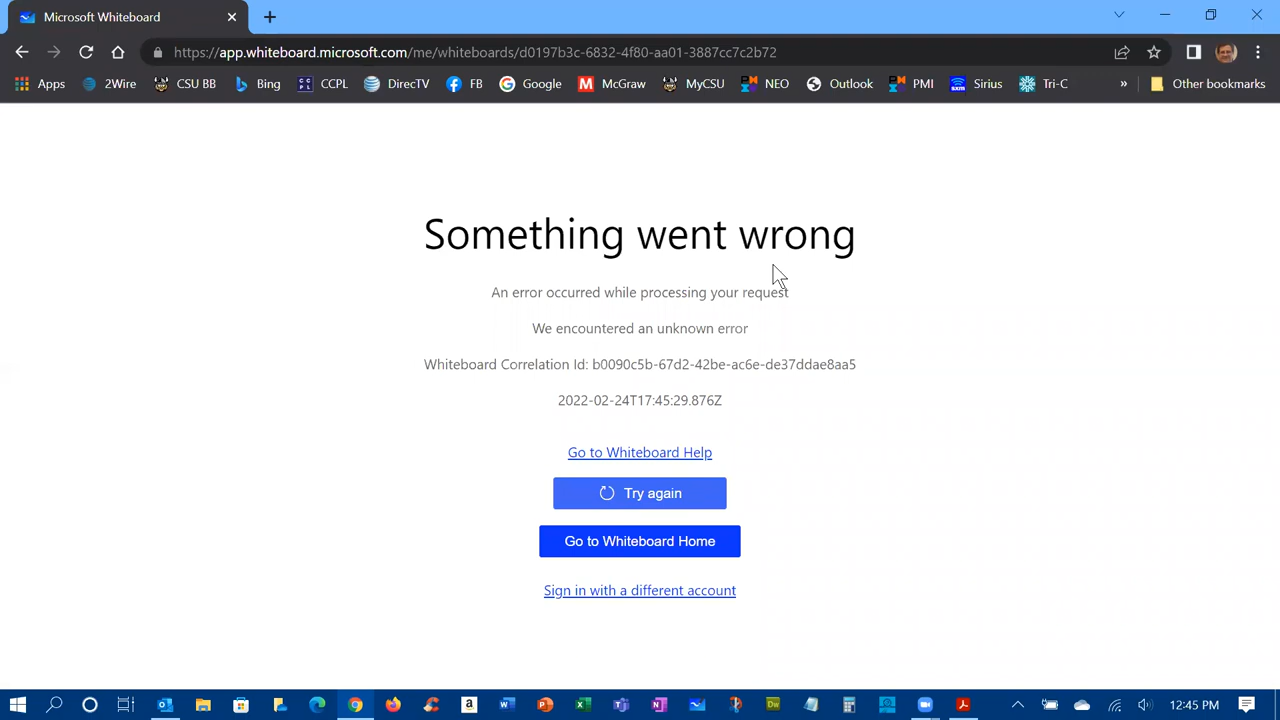 Microsoft Whiteboard
https://app.whiteboard.microsoft.com/me/whiteboards/d0197b3c-6832-4f80-aa01-3887cc7c2b72
Apps 2Wire CSU BB Bing CCPL DirecTV FB Google McGraw MyCSU NEO Outlook PMI Sirius Tri-C » Other bookmarks
Something went wrong
An error occurred while processing your request
We encountered an unknown error
Whiteboard Correlation Id: b0090c5b-67d2-42be-ac6e-de37ddae8aa5
2022-02-24T17:45:29.876Z
Go to Whiteboard Help
Try again
Go to Whiteboard Home
Sign in with a different account
12:45 PM